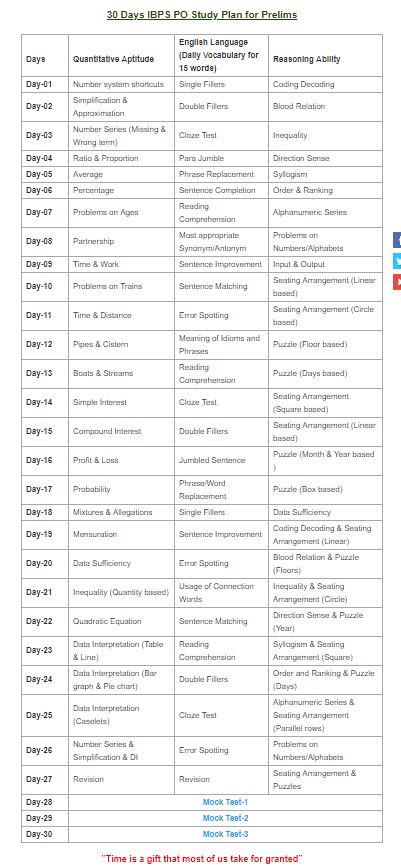 30 Days IBPS PO Study Plan for Prelims
Days Quantitative Aptitude English Language (Daily Vocabulary for 15 words) Reasoning Ability
Day-01 Number system shortcuts Single Fillers Coding Decoding
Day-02 Simplification & Approximation Double Fillers Blood Relation
Day-03 Number Series (Missing & Wrong term) Cloze Test Inequality
Day-04 Ratio & Proportion Para Jumble Direction Sense
Day-05 Average Phrase Replacement Syllogism
Day-06 Percentage Sentence Completion Order & Ranking
Day-07 Problems on Ages Reading Comprehension Alphanumeric Series
Day-08 Partnership Most appropriate Synonym/Antonym Problems on Numbers/Alphabets
Day-09 Time & Work Sentence Improvement Input & Output
Day-10 Problems on Trains Sentence Matching Seating Arrangement (Linear based)
Day-11 Time & Distance Error Spotting Seating Arrangement (Circle based)
Day-12 Pipes & Cistern Meaning of Idioms and Phrases Puzzle (Floor based)
Day-13 Boats & Streams Reading Comprehension Puzzle (Days based)
Day-14 Simple Interest Cloze Test Seating Arrangement (Square based)
Day-15 Compound Interest Double Fillers Seating Arrangement (Linear based)
Day-16 Profit & Loss Jumbled Sentence Puzzle (Month & Year based )
Day-17 Probability Phrase/Word Replacement Puzzle (Box based)
Day-18 Mixtures & Allegations Single Fillers Data Sufficiency
Day-19 Mensuration Sentence Improvement Coding Decoding & Seating Arrangement (Linear)
Day-20 Data Sufficiency Error Spotting Blood Relation & Puzzle (Floors)
Day-21 Inequality (Quantity based) Usage of Connection Words Inequality & Seating Arrangement (Circle)
Day-22 Quadratic Equation Sentence Matching Direction Sense & Puzzle (Year)
Day-23 Data Interpretation (Table & Line) Reading Comprehension Syllogism & Seating Arrangement (Square)
Day-24 Data Interpretation (Bar graph & Pie chart) Double Fillers Order and Ranking & Puzzle (Days)
Day-25 Data Interpretation (Caselets) Cloze Test Alphanumeric Series & Seating Arrangement (Parallel rows)
Day-26 Number Series & Simplification & DI Error Spotting Problems on Numbers/Alphabets
Day-27 Revision Revision Seating Arrangement & Puzzles
Day-28 Mock Test-1
Day-29 Mock Test-2
Day-30 Mock Test-3
"Time is a gift that most of us take for granted"